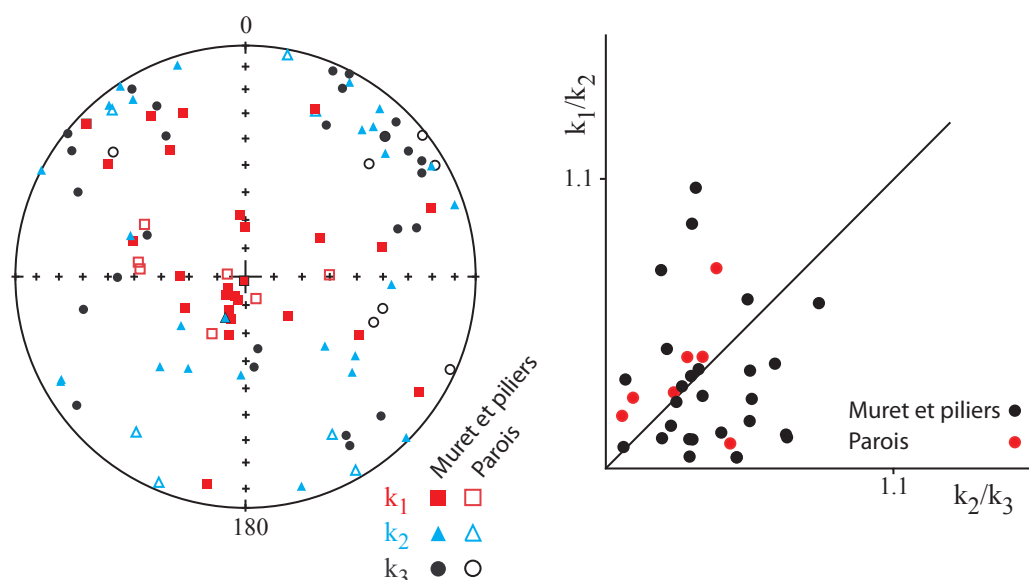 0
180
Muret et piliers
Parois
k1
k2
k3
k1/k2
1.1
Muret et piliers
Parois
1.1
k2/k3